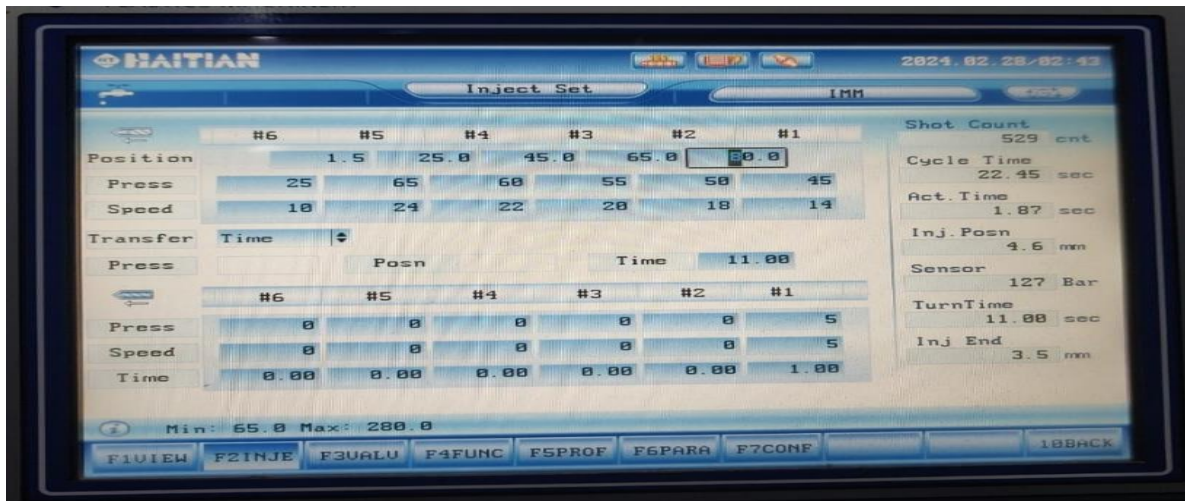 HAITIAN
2024.02.28/02:43
Inject Set
IMM
#6 #5 #4 #3 #2 #1
Position 1.5 25.0 45.0 65.0 80.0
Press 25 65 60 55 50 45
Speed 10 24 22 20 18 14
Transfer Time
Press Posn Time 11.00
#6 #5 #4 #3 #2 #1
Press 0 0 0 0 0 5
Speed 0 0 0 0 0 5
Time 0.00 0.00 0.00 0.00 0.00 1.00
Shot Count
529 cnt
Cycle Time
22.45 sec
Act.Time
1.87 sec
Inj.Posn
4.6 mm
Sensor
127 Bar
TurnTime
11.00 sec
Inj End
3.5 mm
Min: 65.0 Max: 280.0
F1VIEW F2INJE F3VALU F4FUNC F5PROF F6PARA F7CONF 10BACK